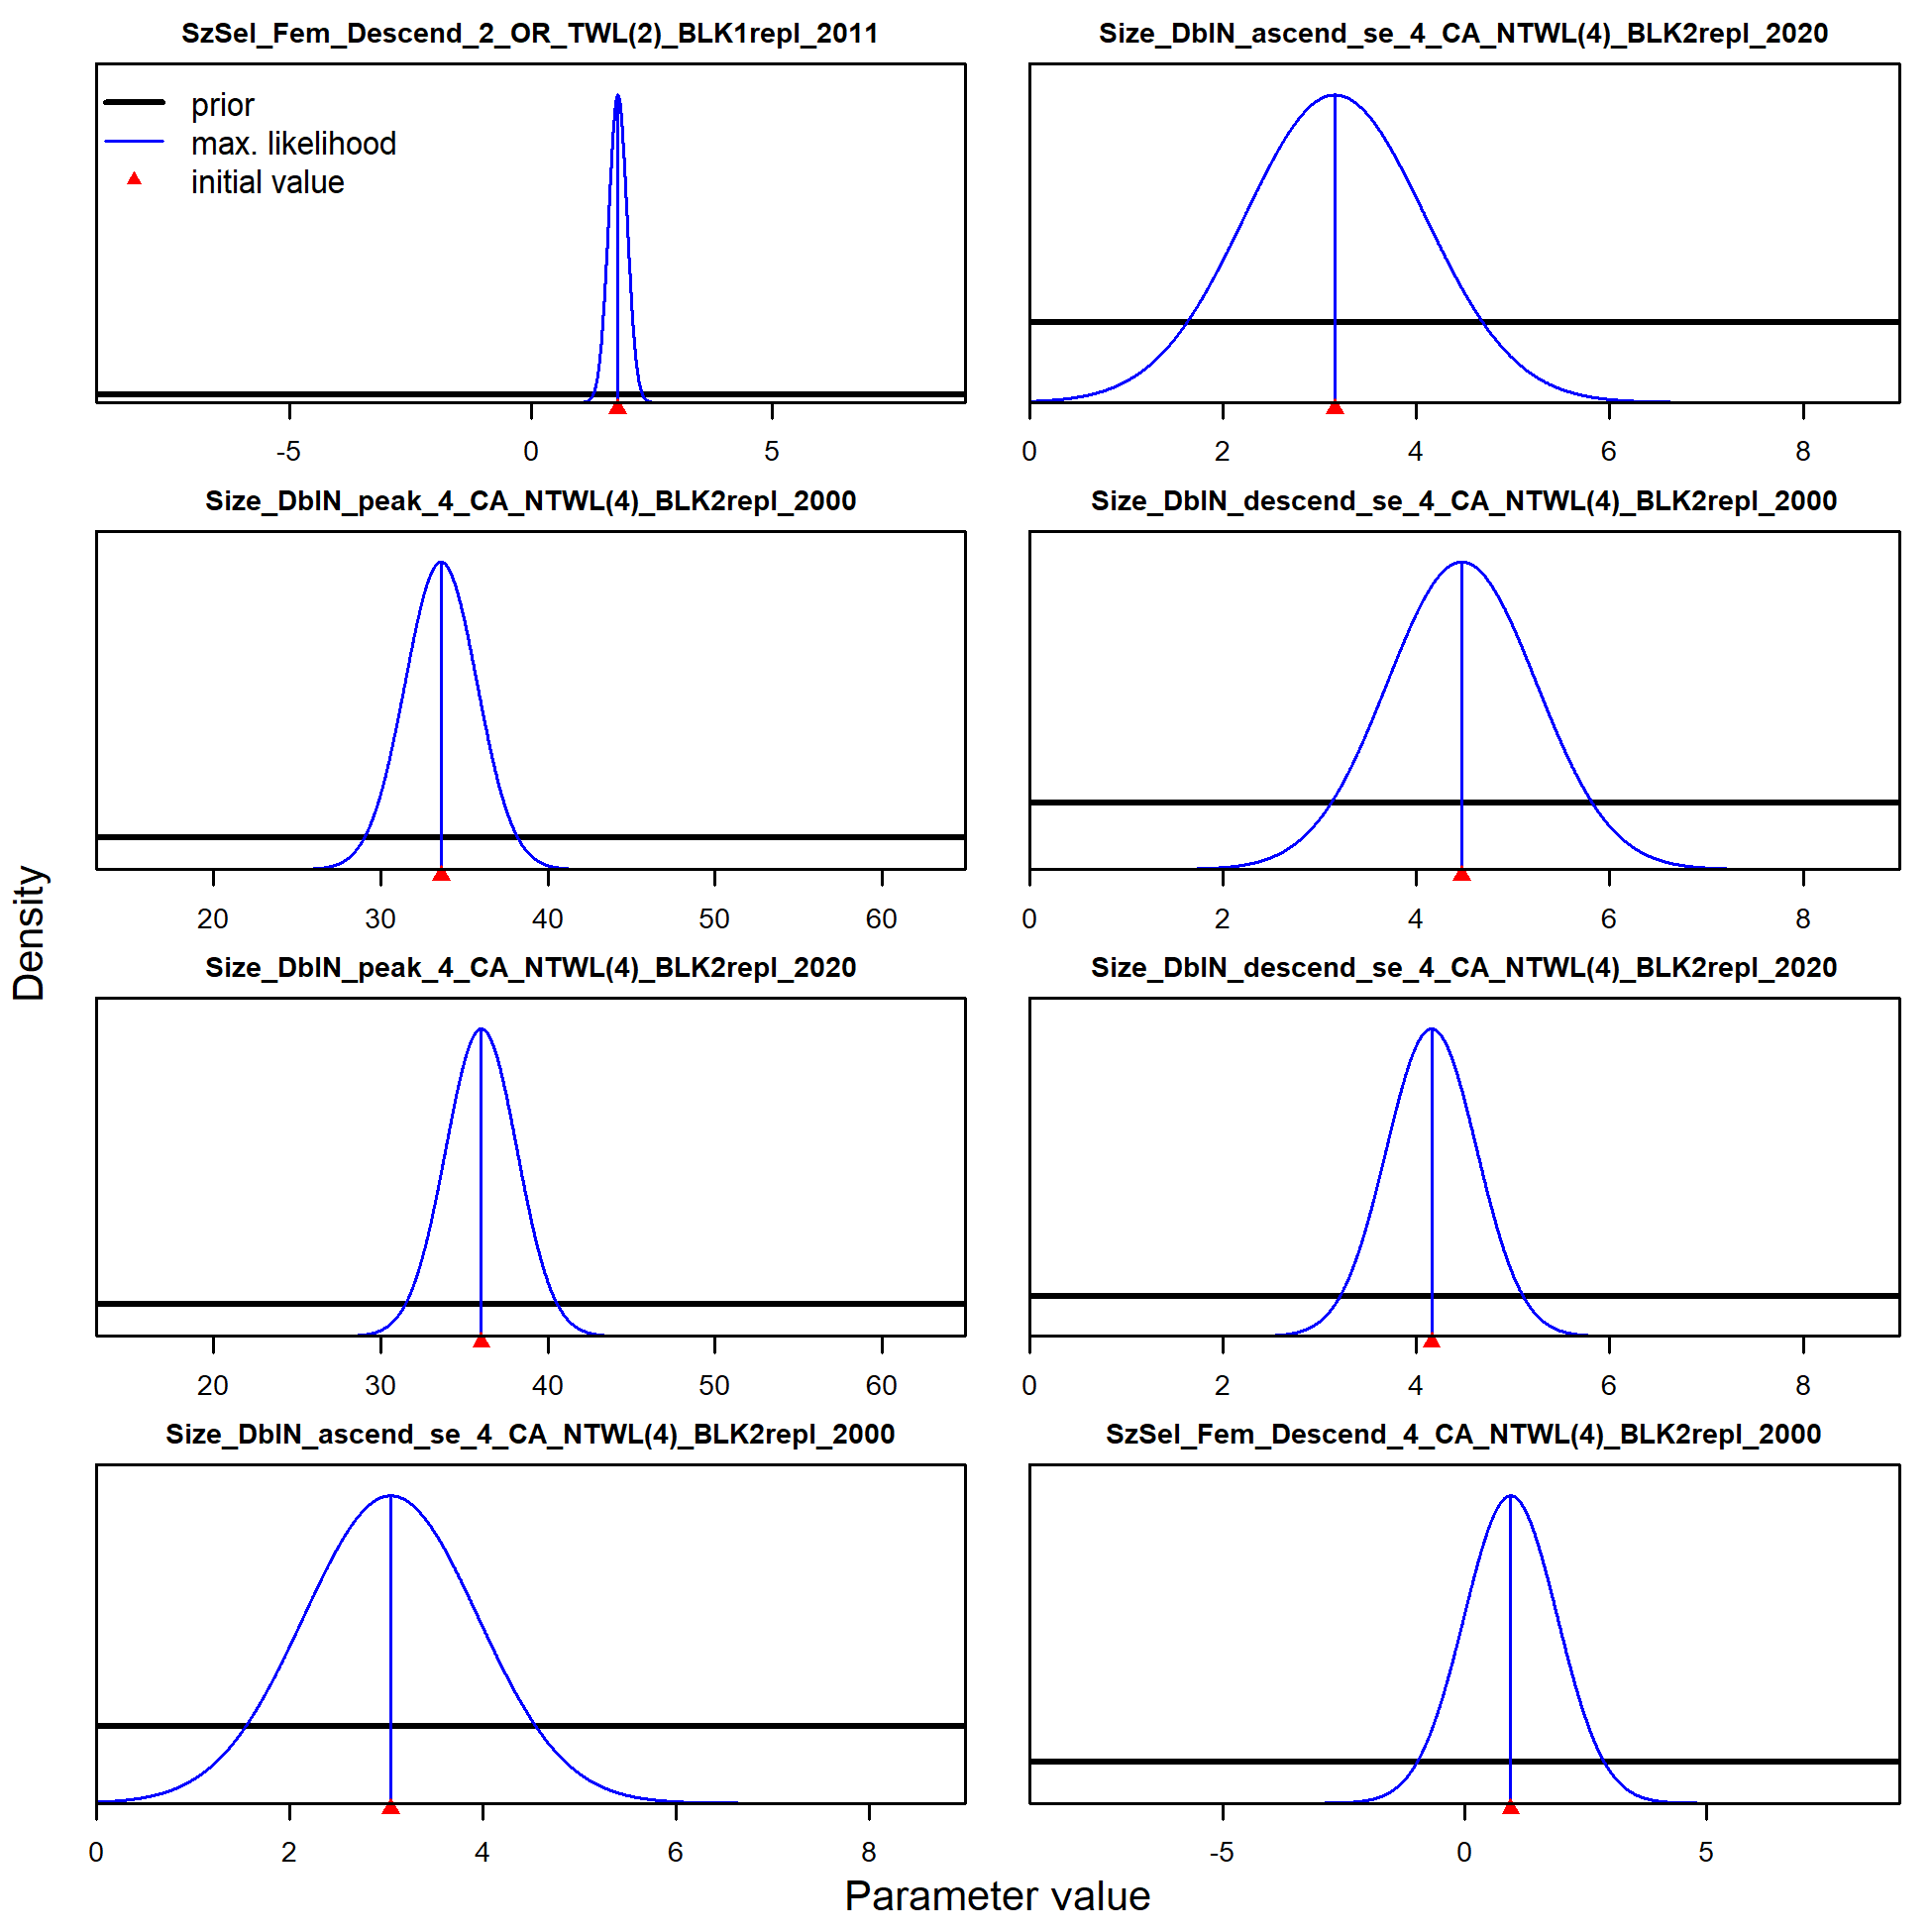 SzSel_Fem_Descend_2_OR_TWL(2)_BLK1repl_2011
prior
max. likelihood
initial value
-5 0 5
Size_DblN_ascend_se_4_CA_NTWL(4)_BLK2repl_2020
0 2 4 6 8
Size_DblN_peak_4_CA_NTWL(4)_BLK2repl_2000
20 30 40 50 60
Size_DblN_descend_se_4_CA_NTWL(4)_BLK2repl_2000
0 2 4 6 8
Density
Size_DblN_peak_4_CA_NTWL(4)_BLK2repl_2020
20 30 40 50 60
Size_DblN_descend_se_4_CA_NTWL(4)_BLK2repl_2020
0 2 4 6 8
Size_DblN_ascend_se_4_CA_NTWL(4)_BLK2repl_2000
0 2 4 6 8
SzSel_Fem_Descend_4_CA_NTWL(4)_BLK2repl_2000
-5 0 5
Parameter value